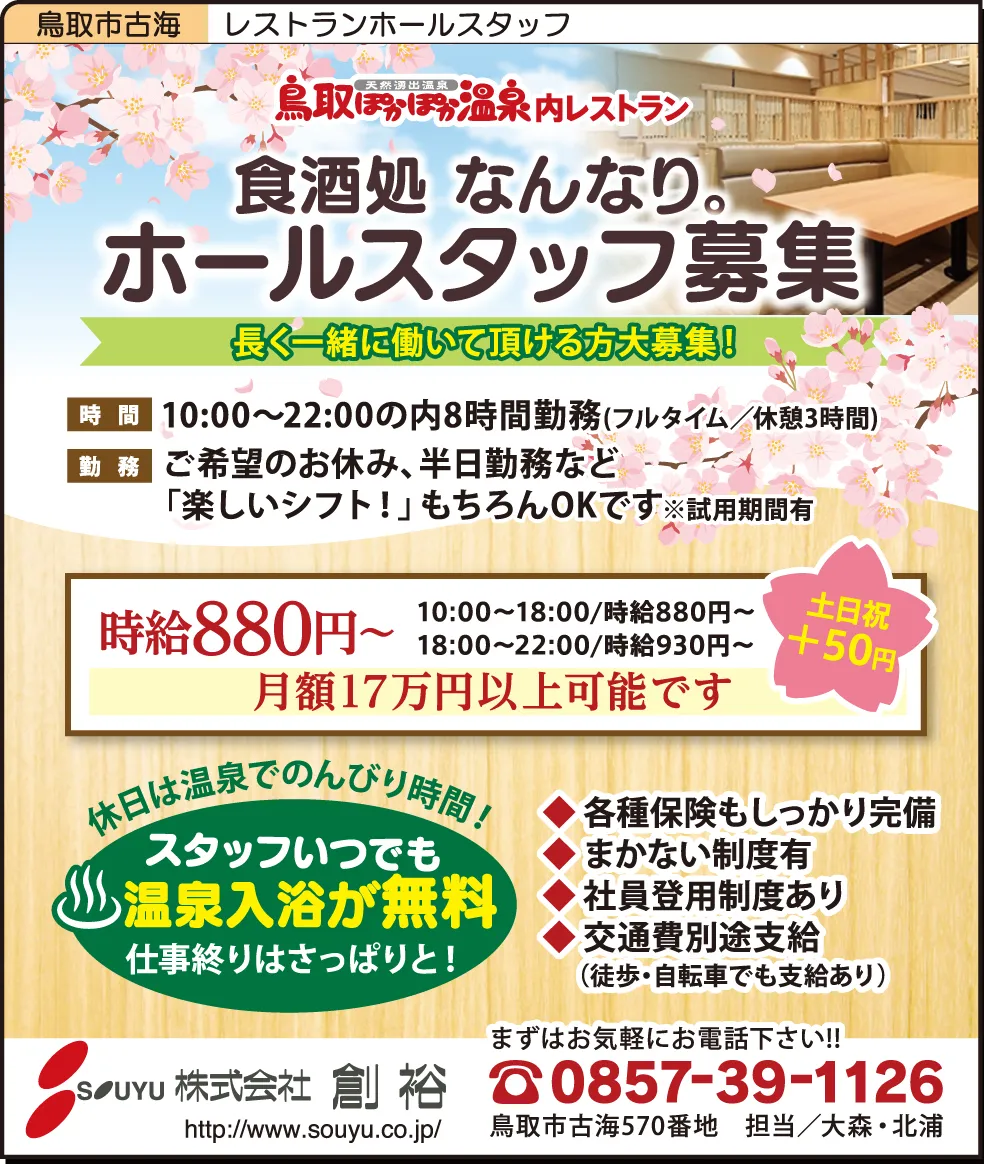 鳥取市古海 レストランホールスタッフ
天然湧出温泉
鳥取ぽかぽか温泉内レストラン
食酒処 なんなり。
ホールスタッフ募集
長く一緒に働いて頂ける方大募集!
時間 10:00〜22:00の内8時間勤務(フルタイム/休憩3時間)
勤務 ご希望のお休み、半日勤務など
「楽しいシフト!」もちろんOKです※試用期間有
時給880円〜
10:00〜18:00/時給880円〜
18:00〜22:00/時給930円〜
土日祝
+50円
月額17万円以上可能です
休日は温泉でのんびり時間!
スタッフいつでも
温泉入浴が無料
仕事終りはさっぱりと!
◆各種保険もしっかり完備
◆まかない制度有
◆社員登用制度あり
◆交通費別途支給
(徒歩・自転車でも支給あり)
まずはお気軽にお電話下さい!!
SOUYU 株式会社 創裕
☎0857-39-1126
http://www.souyu.co.jp/
鳥取市古海570番地 担当/大森・北浦